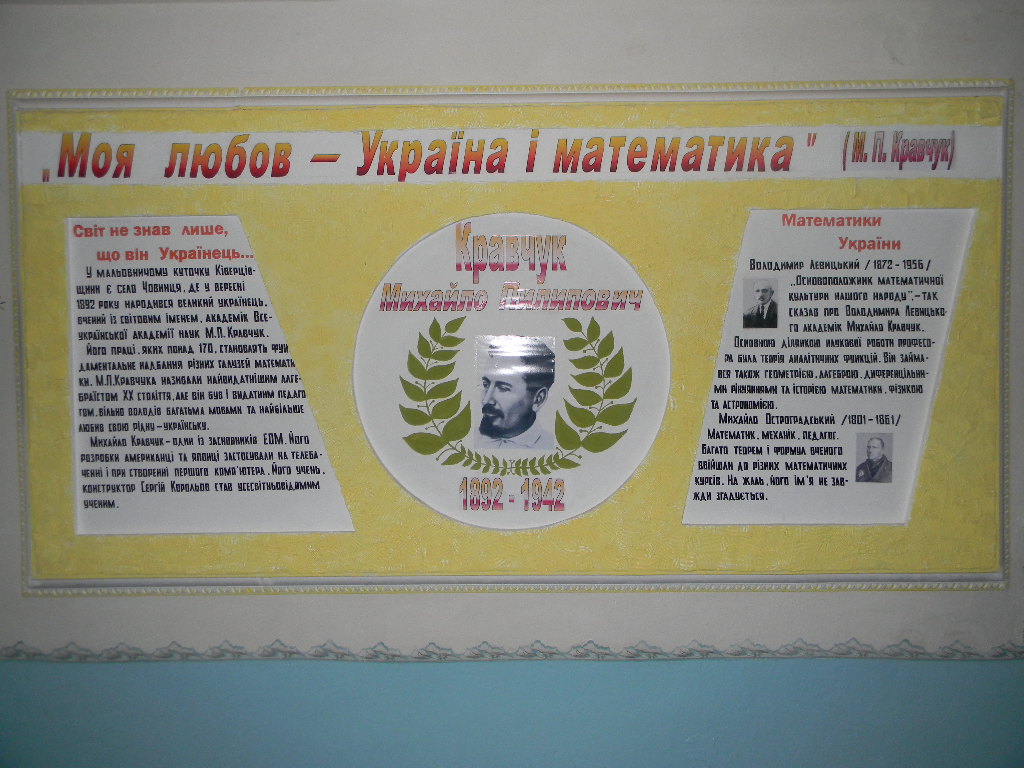 „Моя любов – Україна і математика" ( М. П. Кравчук)
Світ не знав лише,
що він Українець...
У мальовничому куточку Ківерців-
щини є село Човниця, де у вересні
1892 року народився великий українець,
вчений із світовим іменем, академік Все-
української академії наук М.П. Кравчук.
Його праці, яких понад 170, становлять фун
даментальне надбання різних галузей математи
ки. М.П.Кравчука називали найвидатнішим алге-
браїстом XX століття, але він був і видатним педаго
гом, вільно володів багатьма мовами та найбільше
любив свою рідну – українську.
Михайло Кравчук – один із засновників ЕОМ. Його
розробки американці та японці застосували на телеба-
ченні і при створенні першого комп'ютера. Його учень,
конструктор Сергій Корольов став усесвітньовідомим
ученим.
Кравчук
Михайло Пилипович
1892 - 1942
Математики
України
Володимир Левицький /1872 - 1956 /
„Основоположник математичної
культури нашого народу", – так
сказав про Володимира Левицько-
го академік Михайло Кравчук.
Основною ділянкою наукової роботи професо-
ра була теорія аналітичних функцій. Він займа-
вся також геометрією, алгеброю, диференціальни-
ми рівняннями та історією математики, фізикою
та астрономією.
Михайло Остроградський /1801 - 1861/
Математик, механік, педагог.
Багато теорем і формул вченого
ввійшли до різних математичних
курсів. На жаль, його ім'я не зав-
жди згадується.